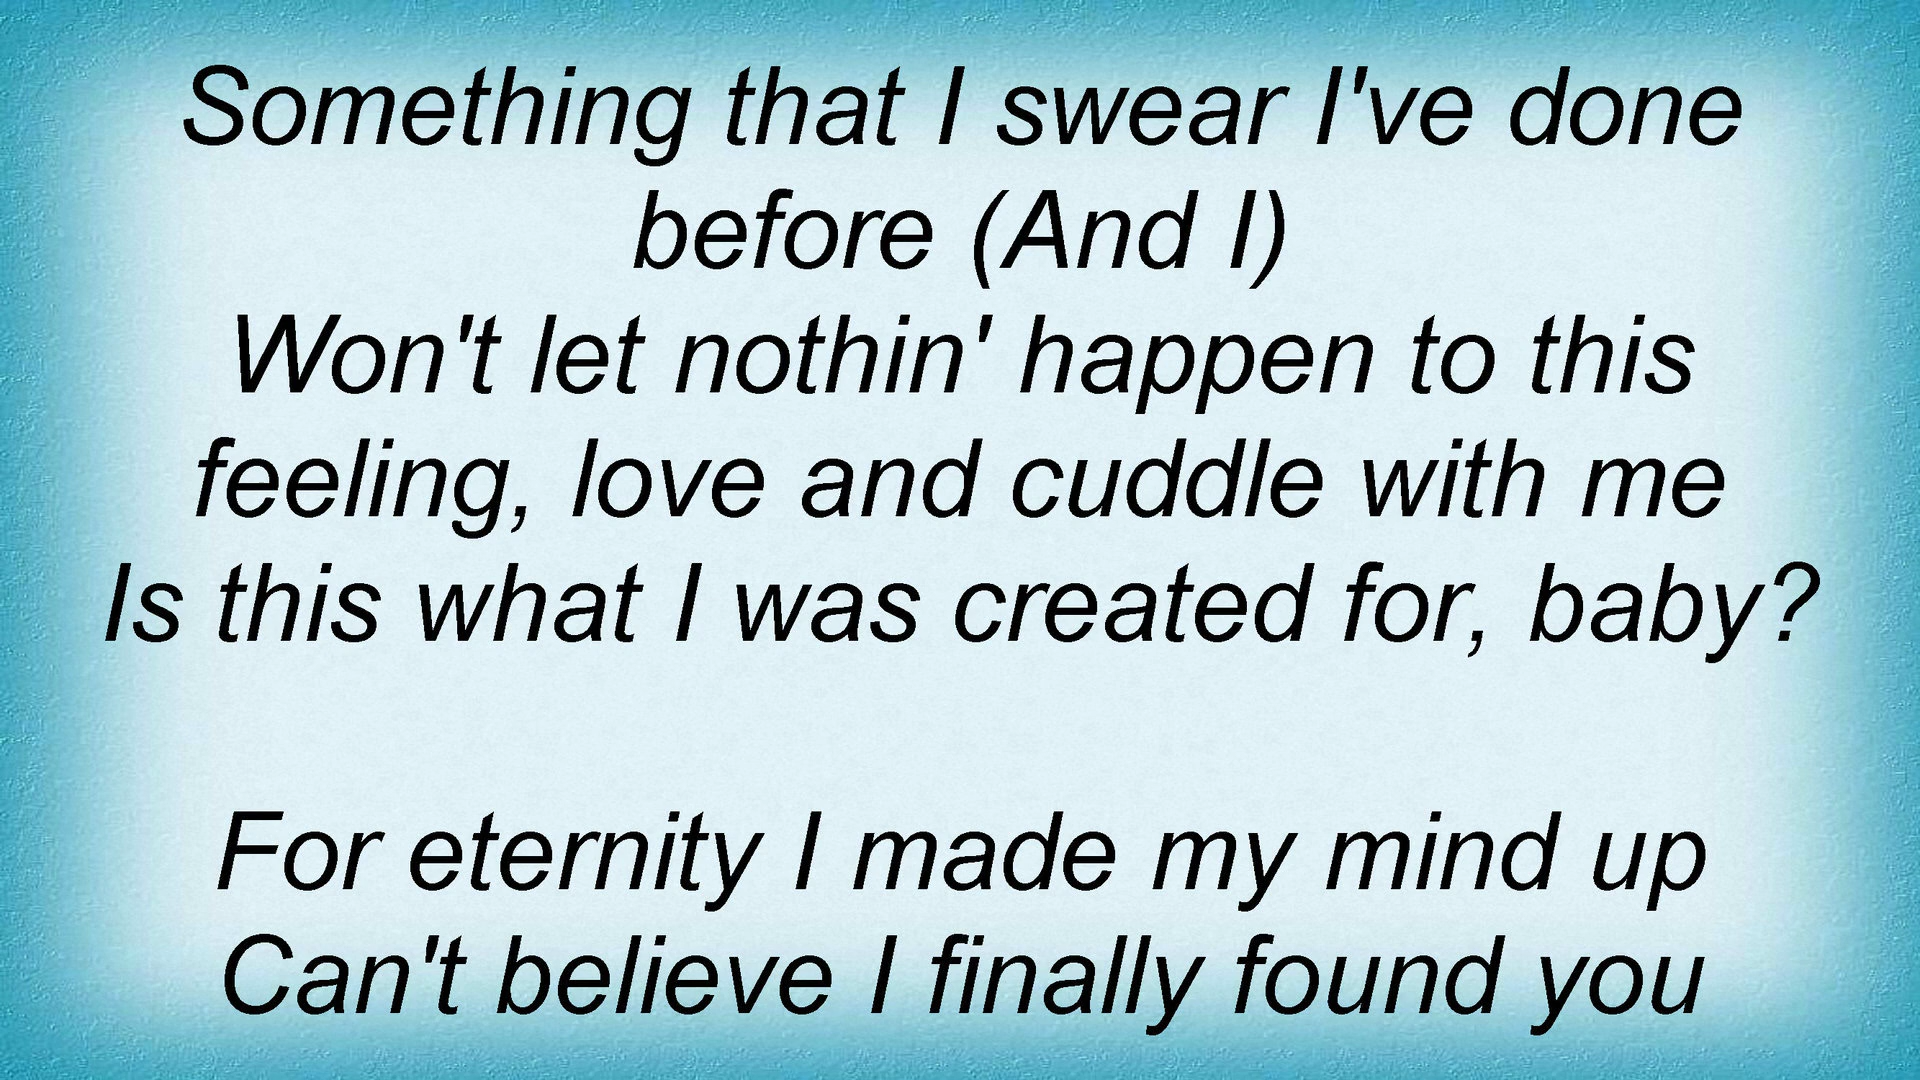 Something that I swear I've done
before (And I)
Won't let nothin' happen to this
feeling, love and cuddle with me
Is this what I was created for, baby?
For eternity I made my mind up
Can't believe I finally found you